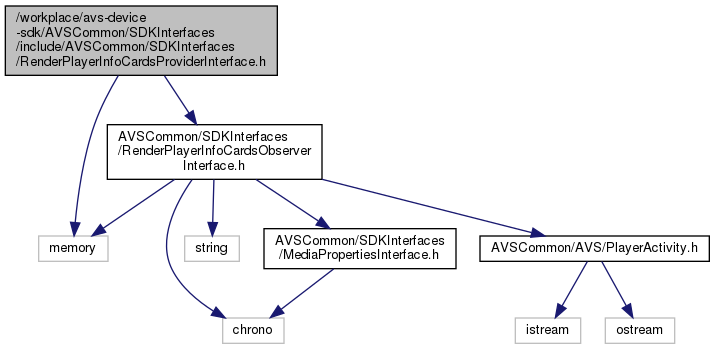 /workplace/avs-device
-sdk/AVSCommon/SDKInterfaces
/include/AVSCommon/SDKInterfaces
/RenderPlayerInfoCardsProviderInterface.h
AVSCommon/SDKInterfaces
/RenderPlayerInfoCardsObserver
Interface.h
memory
string
AVSCommon/SDKInterfaces
/MediaPropertiesInterface.h
AVSCommon/AVS/PlayerActivity.h
chrono
istream
ostream